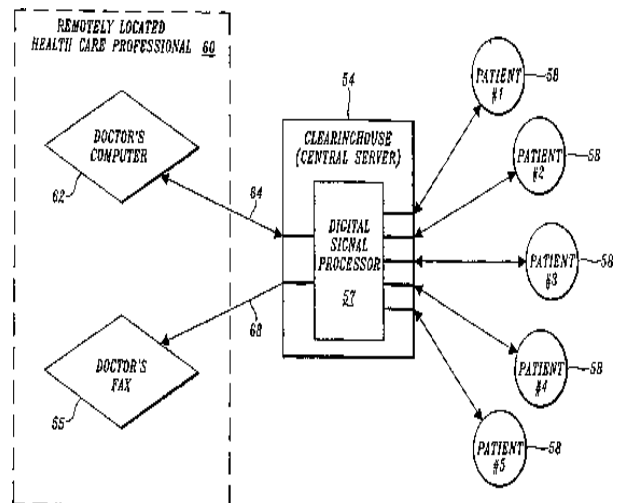 REMOTELY LOCATED
HEALTH CARE PROFESSIONAL 60
DOCTOR'S
COMPUTER
62
64
DOCTOR'S
FAX
65
68
54
CLEARINGHOUSE
(CENTRAL SERVER)
DIGITAL
SIGNAL
PROCESSOR
57
PATIENT
#1
58
PATIENT
#2
58
PATIENT
#3
58
PATIENT
#4
58
PATIENT
#5
58